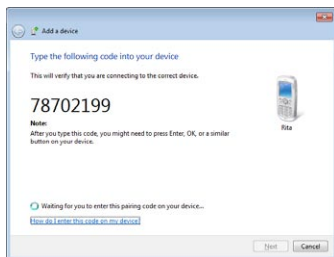 Add a device
Type the following code into your device
This will verify that you are connecting to the correct device.
78702199
Note:
After you type this code, you might need to press Enter, OK, or a similar
button on your device.
Rita
Waiting for you to enter this pairing code on your device...
How do I enter this code on my device?
Next
Cancel